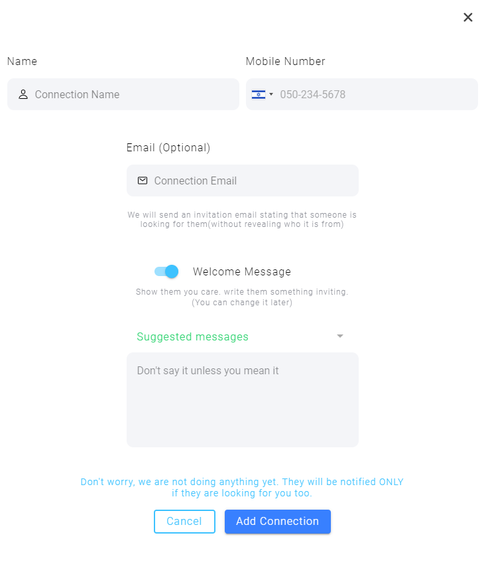 Name
Mobile Number
Connection Name
050-234-5678
Email (Optional)
Connection Email
We will send an invitation email stating that someone is
looking for them(without revealing who it is from)
Welcome Message
Show them you care. write them something inviting.
(You can change it later)
Suggested messages
Don't say it unless you mean it
Don't worry, we are not doing anything yet. They will be notified ONLY
if they are looking for you too.
Cancel
Add Connection